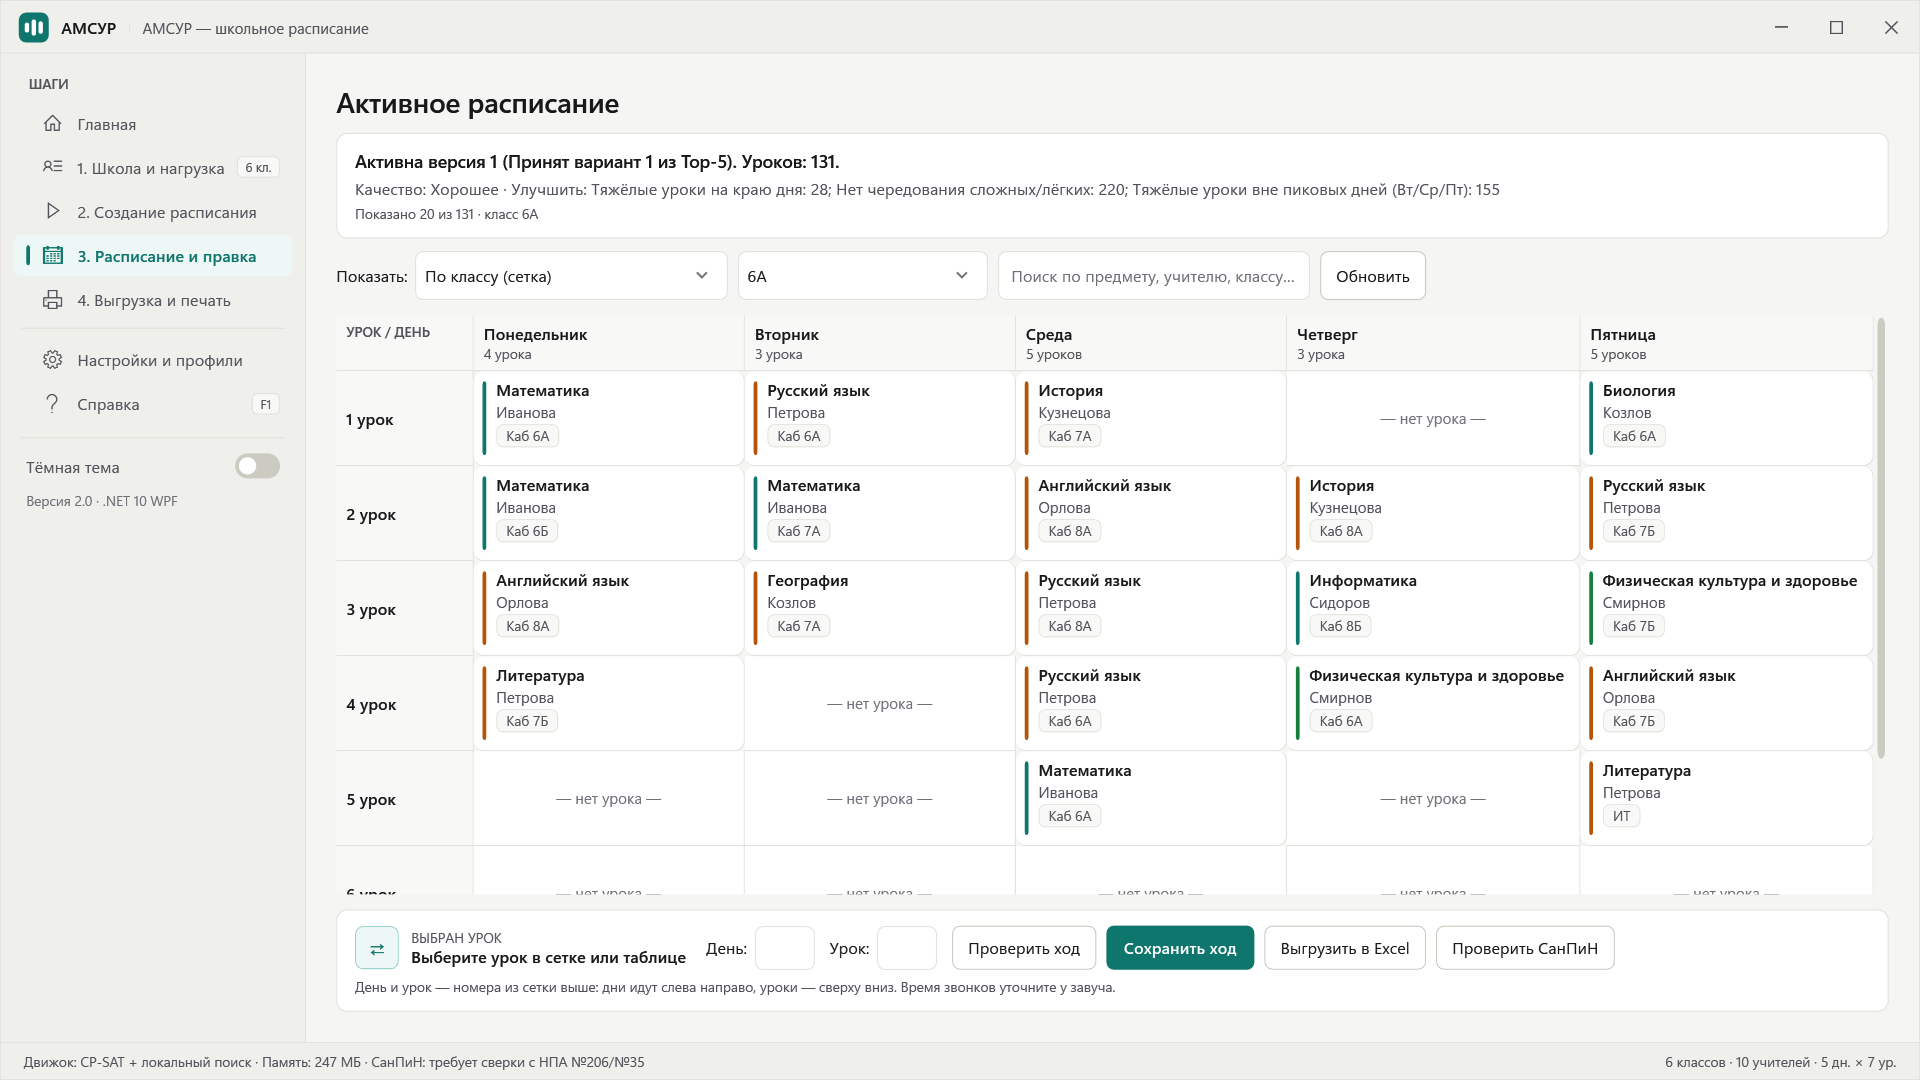 АМСУР
АМСУР — школьное расписание
ШАГИ
Главная
1. Школа и нагрузка
6 кл.
2. Создание расписания
3. Расписание и правка
4. Выгрузка и печать
Настройки и профили
Справка
F1
Тёмная тема
Версия 2.0 · .NET 10 WPF
Активное расписание
Активна версия 1 (Принят вариант 1 из Top-5). Уроков: 131.
Качество: Хорошее · Улучшить: Тяжёлые уроки на краю дня: 28; Нет чередования сложных/лёгких: 220; Тяжёлые уроки вне пиковых дней (Вт/Ср/Пт): 155
Показано 20 из 131 · класс 6А
Показать:
По классу (сетка)
6А
Поиск по предмету, учителю, классу...
Обновить
УРОК / ДЕНЬ
Понедельник
4 урока
Вторник
3 урока
Среда
5 уроков
Четверг
3 урока
Пятница
5 уроков
1 урок
Математика
Иванова
Каб 6А
Русский язык
Петрова
Каб 6А
История
Кузнецова
Каб 7А
— нет урока —
Биология
Козлов
Каб 6А
2 урок
Математика
Иванова
Каб 6Б
Математика
Иванова
Каб 7А
Английский язык
Орлова
Каб 8А
История
Кузнецова
Каб 8А
Русский язык
Петрова
Каб 7Б
3 урок
Английский язык
Орлова
Каб 8А
География
Козлов
Каб 7А
Русский язык
Петрова
Каб 8А
Информатика
Сидоров
Каб 8Б
Физическая культура и здоровье
Смирнов
Каб 7Б
4 урок
Литература
Петрова
Каб 7Б
— нет урока —
Русский язык
Петрова
Каб 6А
Физическая культура и здоровье
Смирнов
Каб 6А
Английский язык
Орлова
Каб 7Б
5 урок
— нет урока —
— нет урока —
Математика
Иванова
Каб 6А
— нет урока —
Литература
Петрова
ИТ
6 урок
— нет урока —
— нет урока —
— нет урока —
— нет урока —
— нет урока —
ВЫБРАН УРОК
Выберите урок в сетке или таблице
День:
Урок:
Проверить ход
Сохранить ход
Выгрузить в Excel
Проверить СанПиН
День и урок — номера из сетки выше: дни идут слева направо, уроки — сверху вниз. Время звонков уточните у завуча.
Движок: CP-SAT + локальный поиск · Память: 247 МБ · СанПиН: требует сверки с НПА №206/№35
6 классов · 10 учителей · 5 дн. × 7 ур.